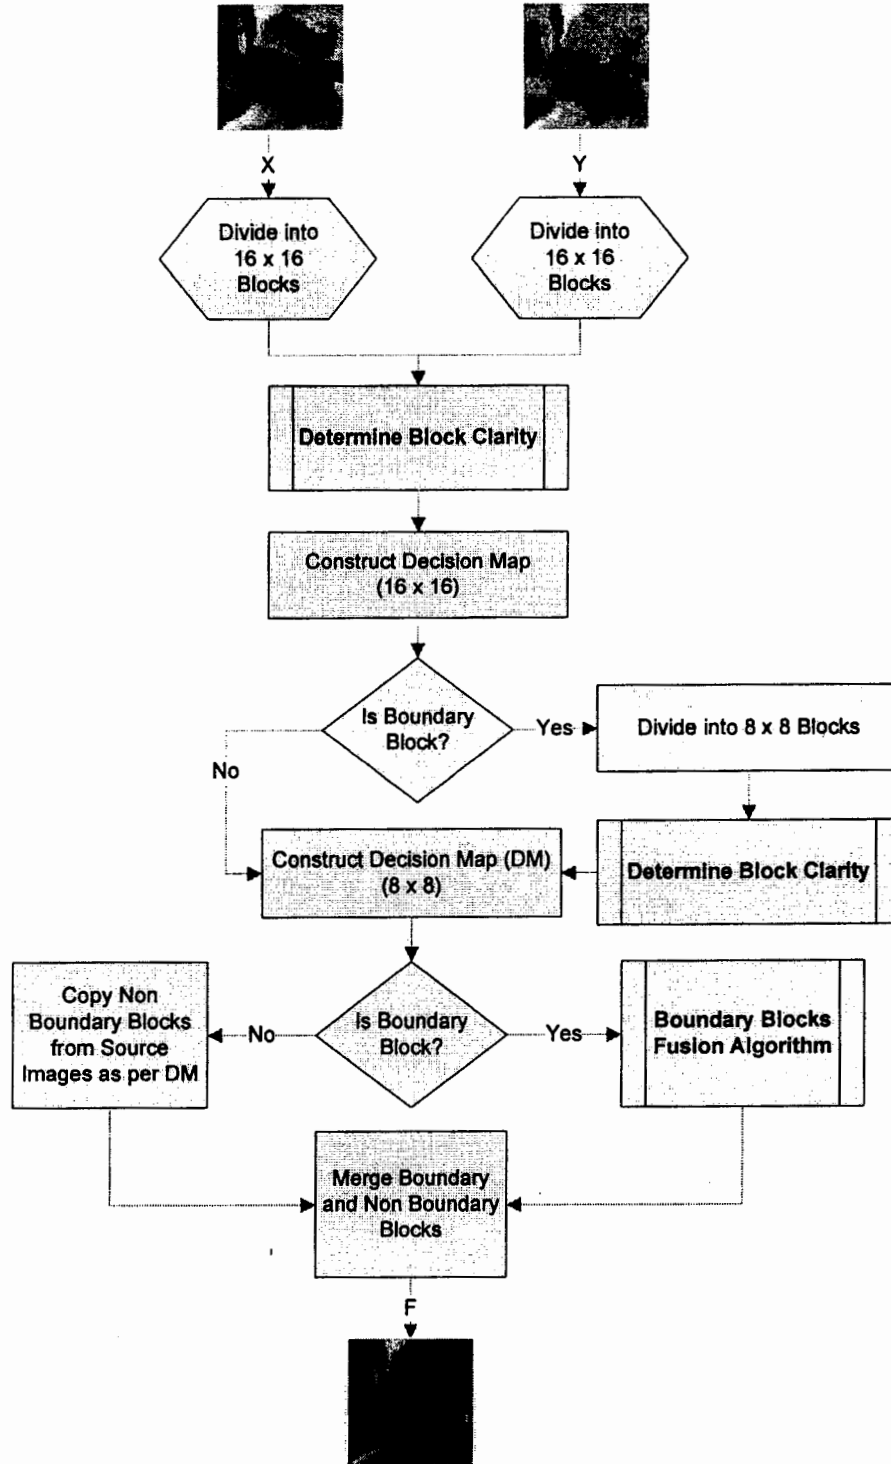 X
Y
Divide into
16 x 16
Blocks
Divide into
16 x 16
Blocks
Determine Block Clarity
Construct Decision Map
(16 x 16)
Is Boundary
Block?
Yes
Divide into 8 x 8 Blocks
No
Construct Decision Map (DM)
(8 x 8)
Determine Block Clarity
Copy Non
Boundary Blocks
from Source
Images as per DM
No
Is Boundary
Block?
Yes
Boundary Blocks
Fusion Algorithm
Merge Boundary
and Non Boundary
Blocks
F